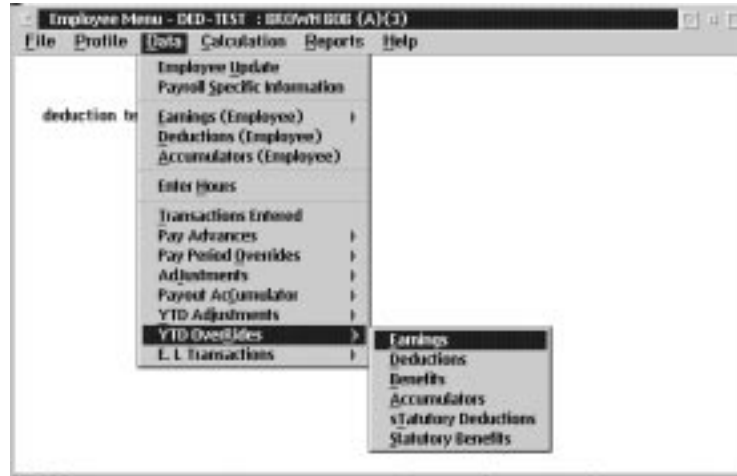 Employee Menu - DED-TEST : BROWN BOB (A)(3)
File Profile Data Calculation Reports Help
Employee Update
Payroll Specific Information
deduction te
Earnings (Employee)
Deductions (Employee)
Accumulators (Employee)
Enter Hours
Transactions Entered
Pay Advances
Pay Period Overrides
Adjustments
Payout Accumulator
YTD Adjustments
YTD OverRides
E. I. Transactions
Earnings
Deductions
Benefits
Accumulators
sTatutory Deductions
Statutory Benefits